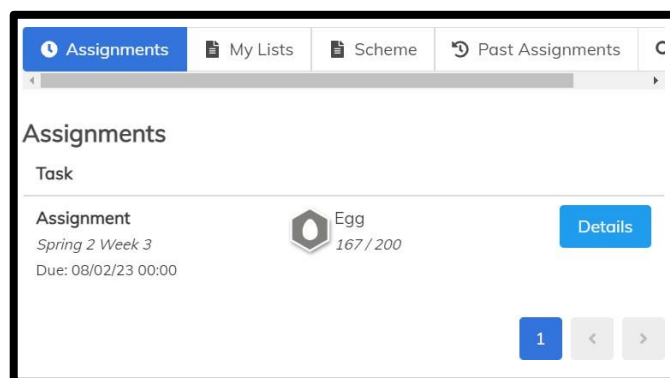 Assignments My Lists Scheme Past Assignments
Assignments
Task
Assignment
Spring 2 Week 3
Due: 08/02/23 00:00
Egg
167 / 200
Details
1 < >